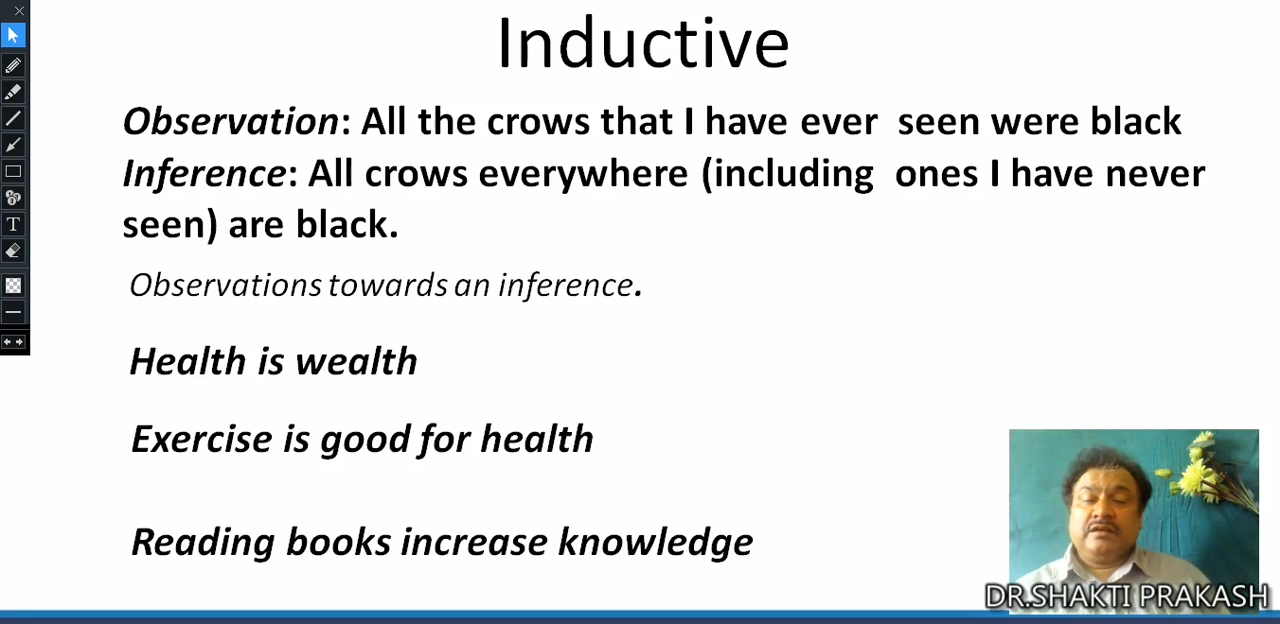 Inductive
Observation: All the crows that I have ever seen were black
Inference: All crows everywhere (including ones I have never
seen) are black.
Observations towards an inference.
Health is wealth
Exercise is good for health
Reading books increase knowledge
DR.SHAKTI PRAKASH